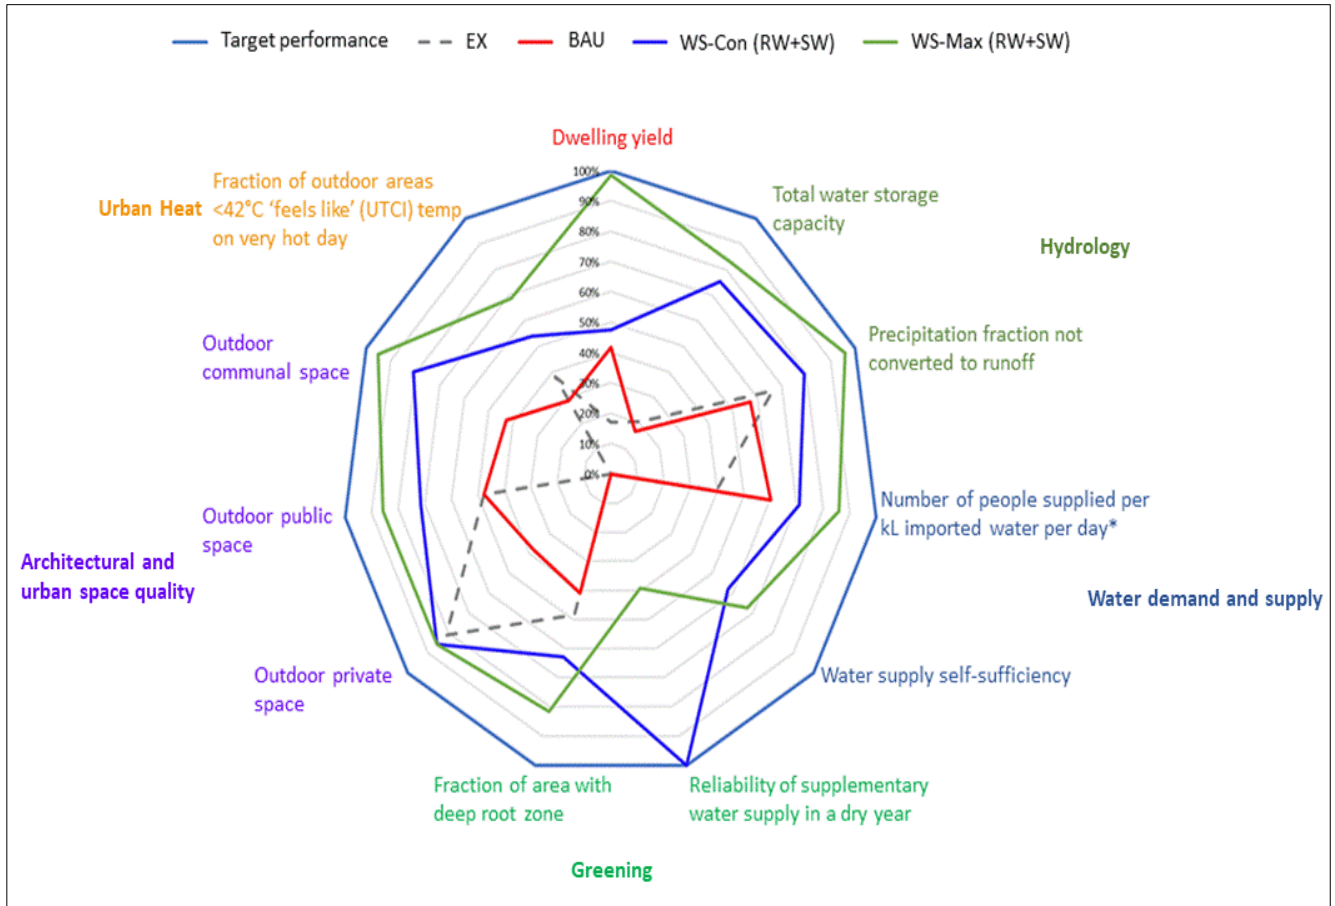 Target performance EX BAU WS-Con (RW+SW) WS-Max (RW+SW)
Dwelling yield
100%
90%
80%
70%
60%
50%
40%
30%
20%
10%
0%
Total water storage
capacity
Hydrology
Precipitation fraction not
converted to runoff
Number of people supplied per
kL imported water per day*
Water demand and supply
Water supply self-sufficiency
Reliability of supplementary
water supply in a dry year
Greening
Fraction of area with
deep root zone
Outdoor private
space
Architectural and
urban space quality
Outdoor public
space
Outdoor
communal space
Urban Heat
Fraction of outdoor areas
<42°C ‘feels like’ (UTCI) temp
on very hot day